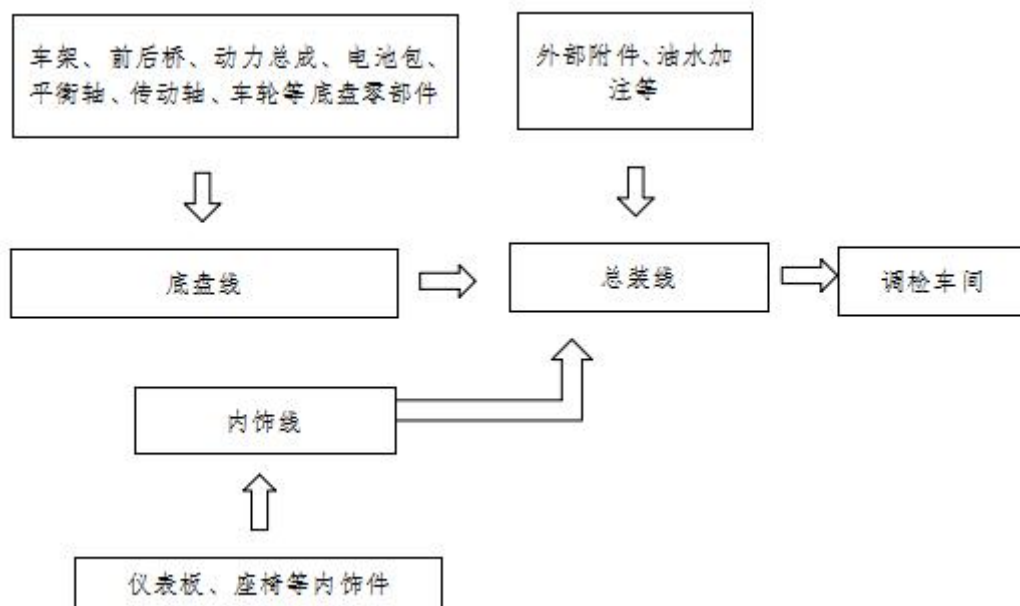 车架、前后桥、动力总成、电池包、
平衡轴、传动轴、车轮等底盘零部件
外部附件、油水加
注等
底盘线
总装线
调检车间
内饰线
仪表板、座椅等内饰件